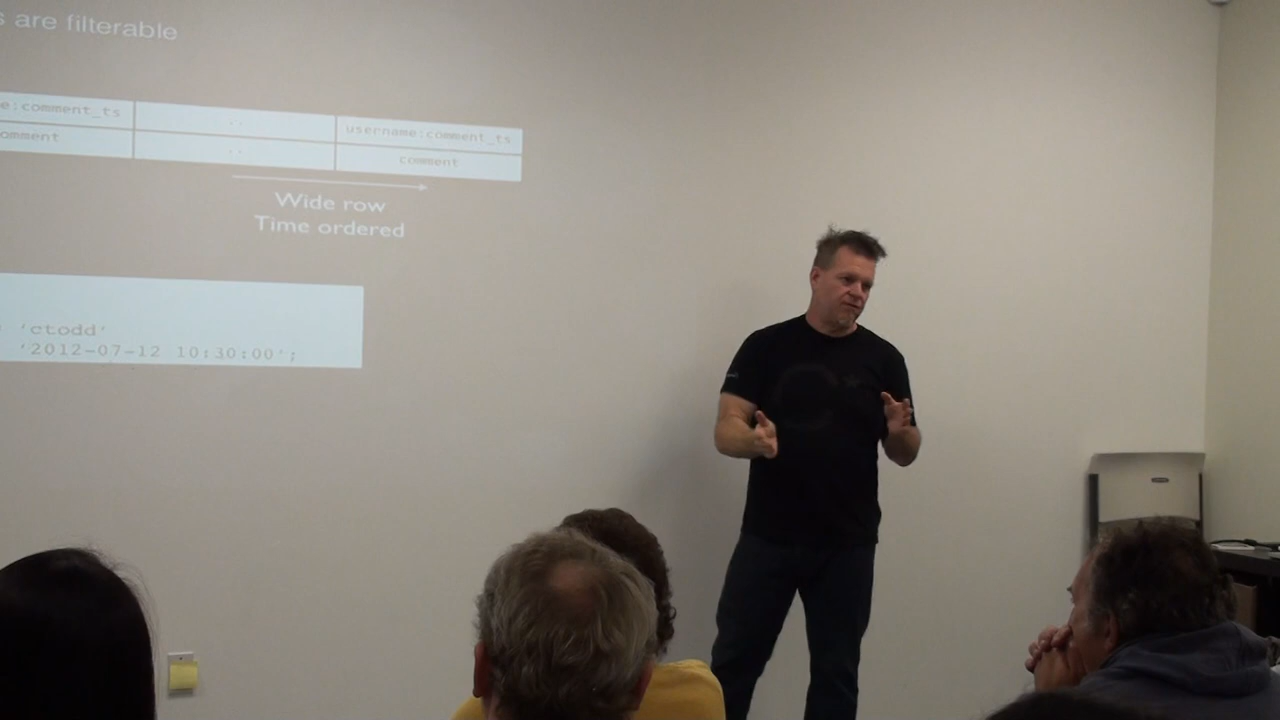 s are filterable
e:comment_ts .. username:comment_ts
omment .. comment
Wide row
Time ordered
'ctodd'
'2012-07-12 10:30:00';